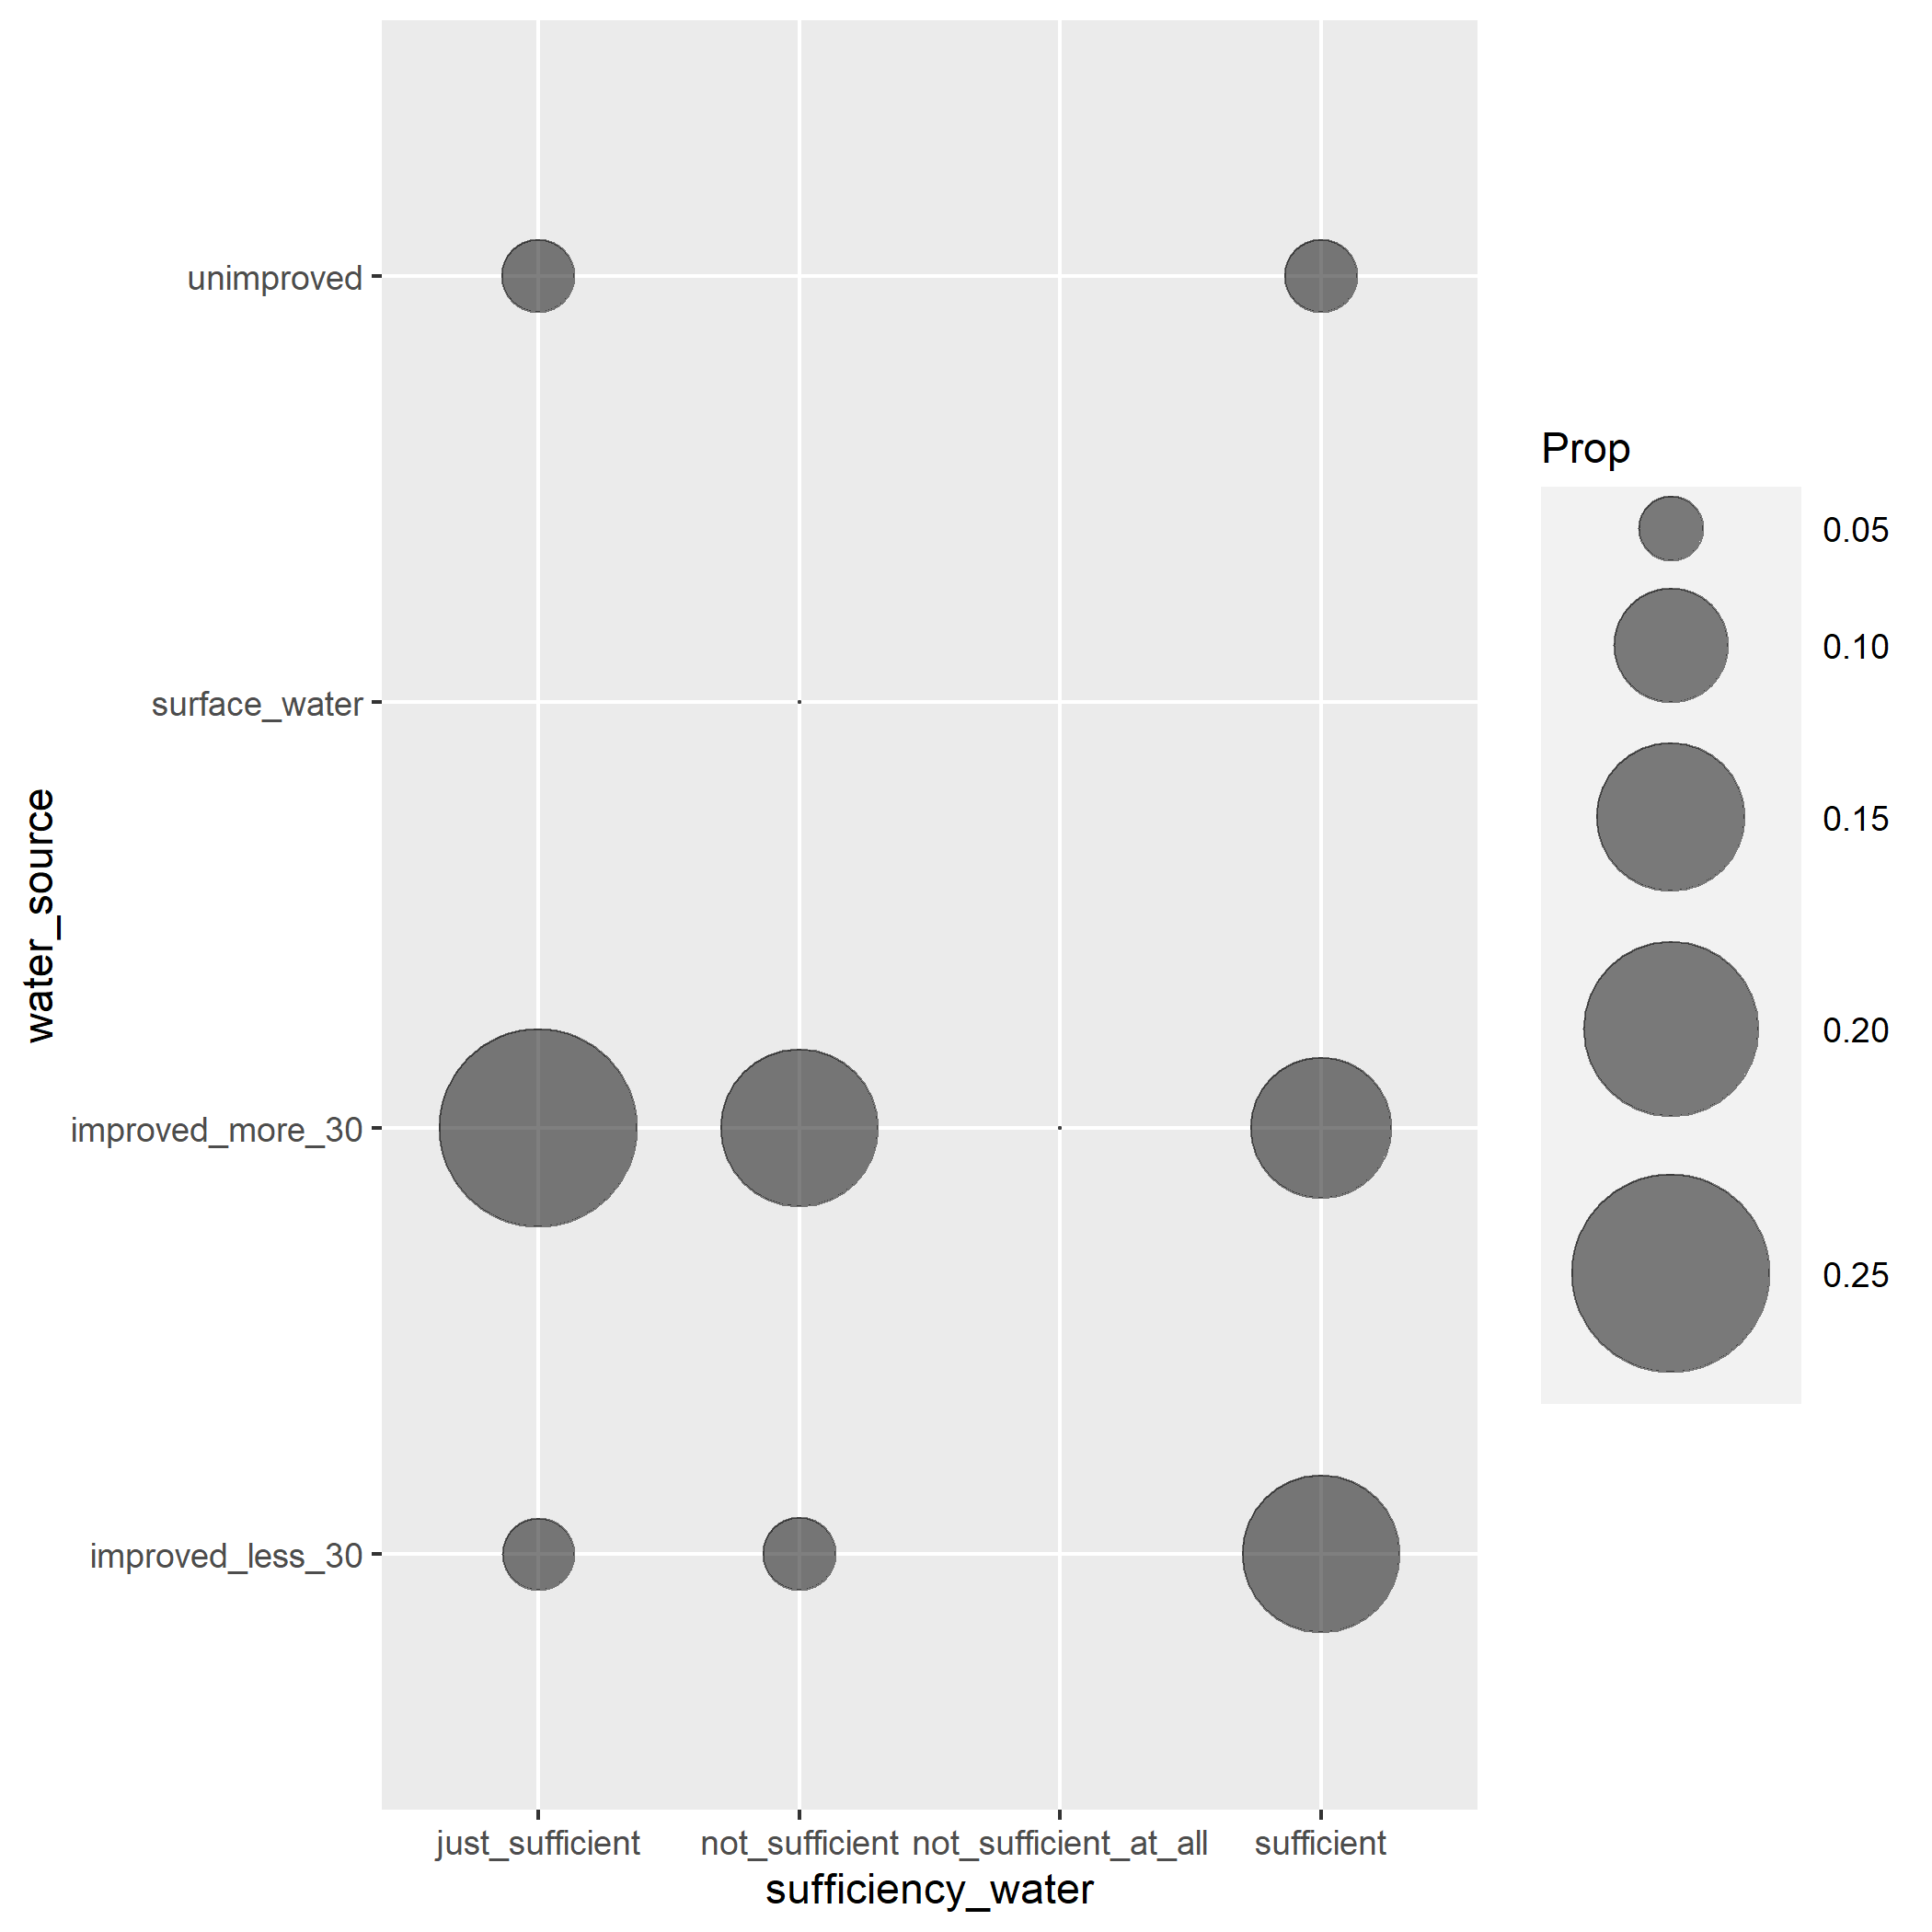 unimproved
surface_water
improved_more_30
improved_less_30
water_source
just_sufficient
not_sufficient
not_sufficient_at_all
sufficient
sufficiency_water
Prop
0.05
0.10
0.15
0.20
0.25